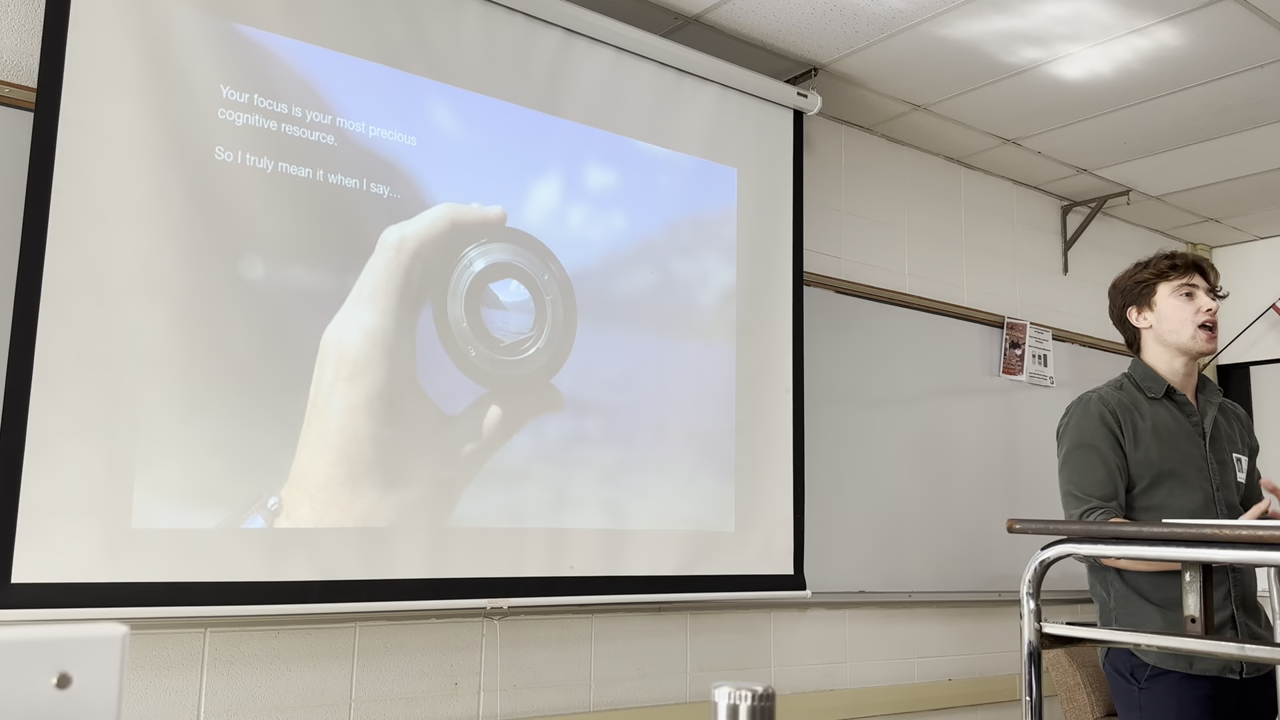 Your focus is your most precious
cognitive resource.
So I truly mean it when I say...